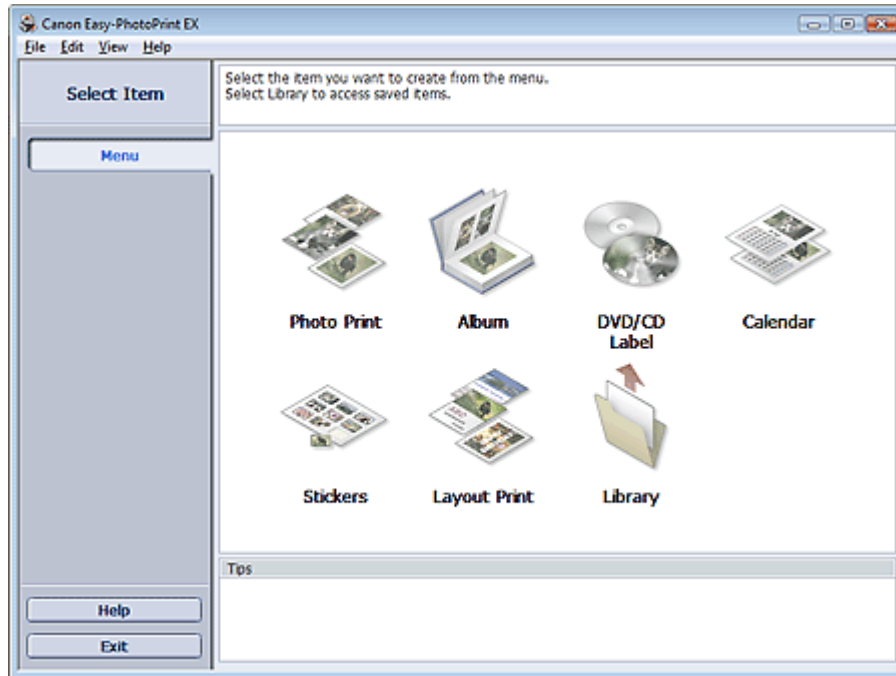 Canon Easy-PhotoPrint EX
File Edit View Help
Select Item
Select the item you want to create from the menu.
Select Library to access saved items.
Menu
Photo Print
Album
DVD/CD
Label
Calendar
Stickers
Layout Print
Library
Tips
Help
Exit